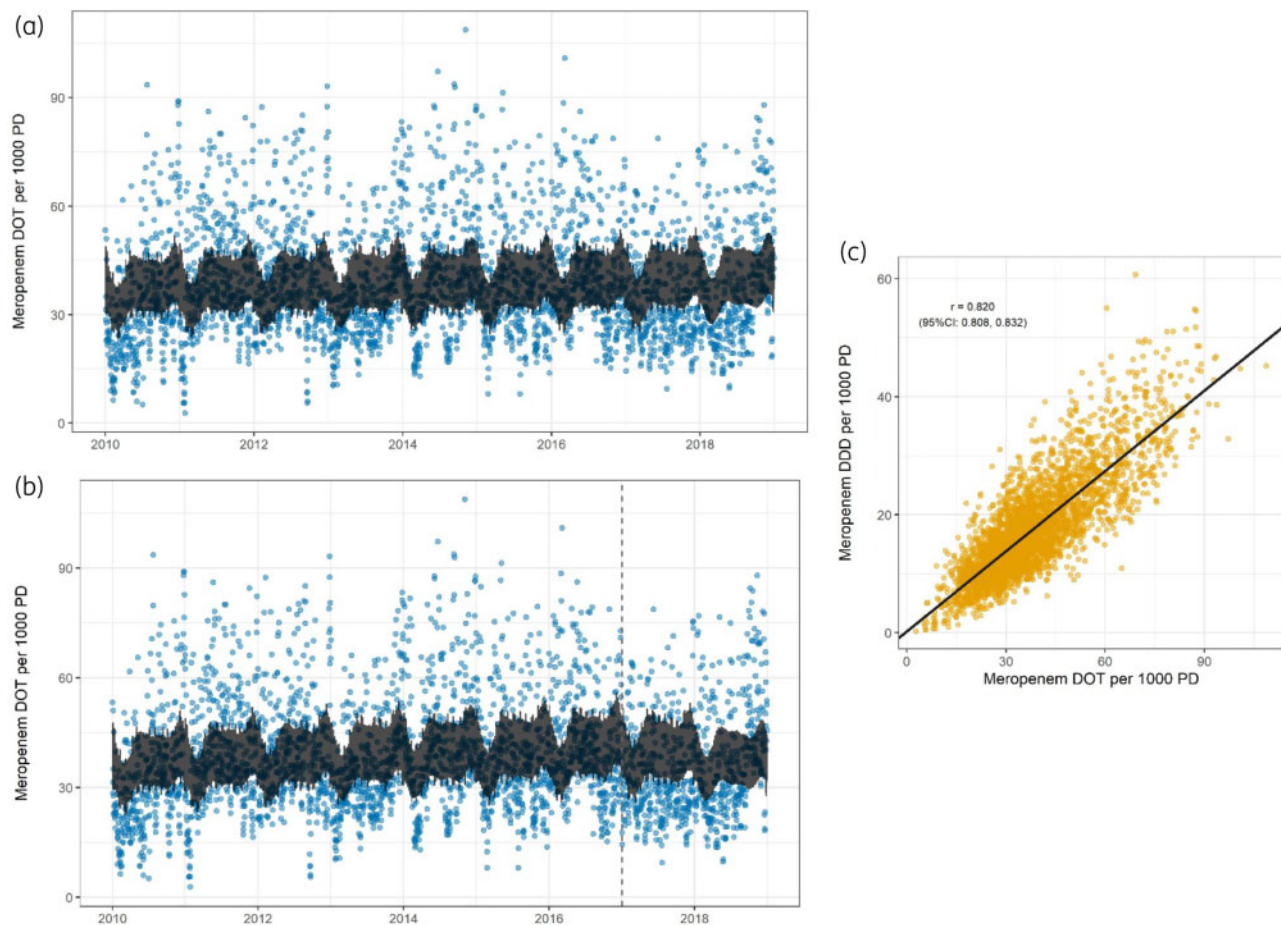 (a)
Meropenem DOT per 1000 PD
90
60
30
0
2010 2012 2014 2016 2018
(b)
Meropenem DOT per 1000 PD
90
60
30
0
2010 2012 2014 2016 2018
(c)
Meropenem DDD per 1000 PD
60
40
20
0
r = 0.820
(95%CI: 0.808, 0.832)
0 30 60 90
Meropenem DOT per 1000 PD